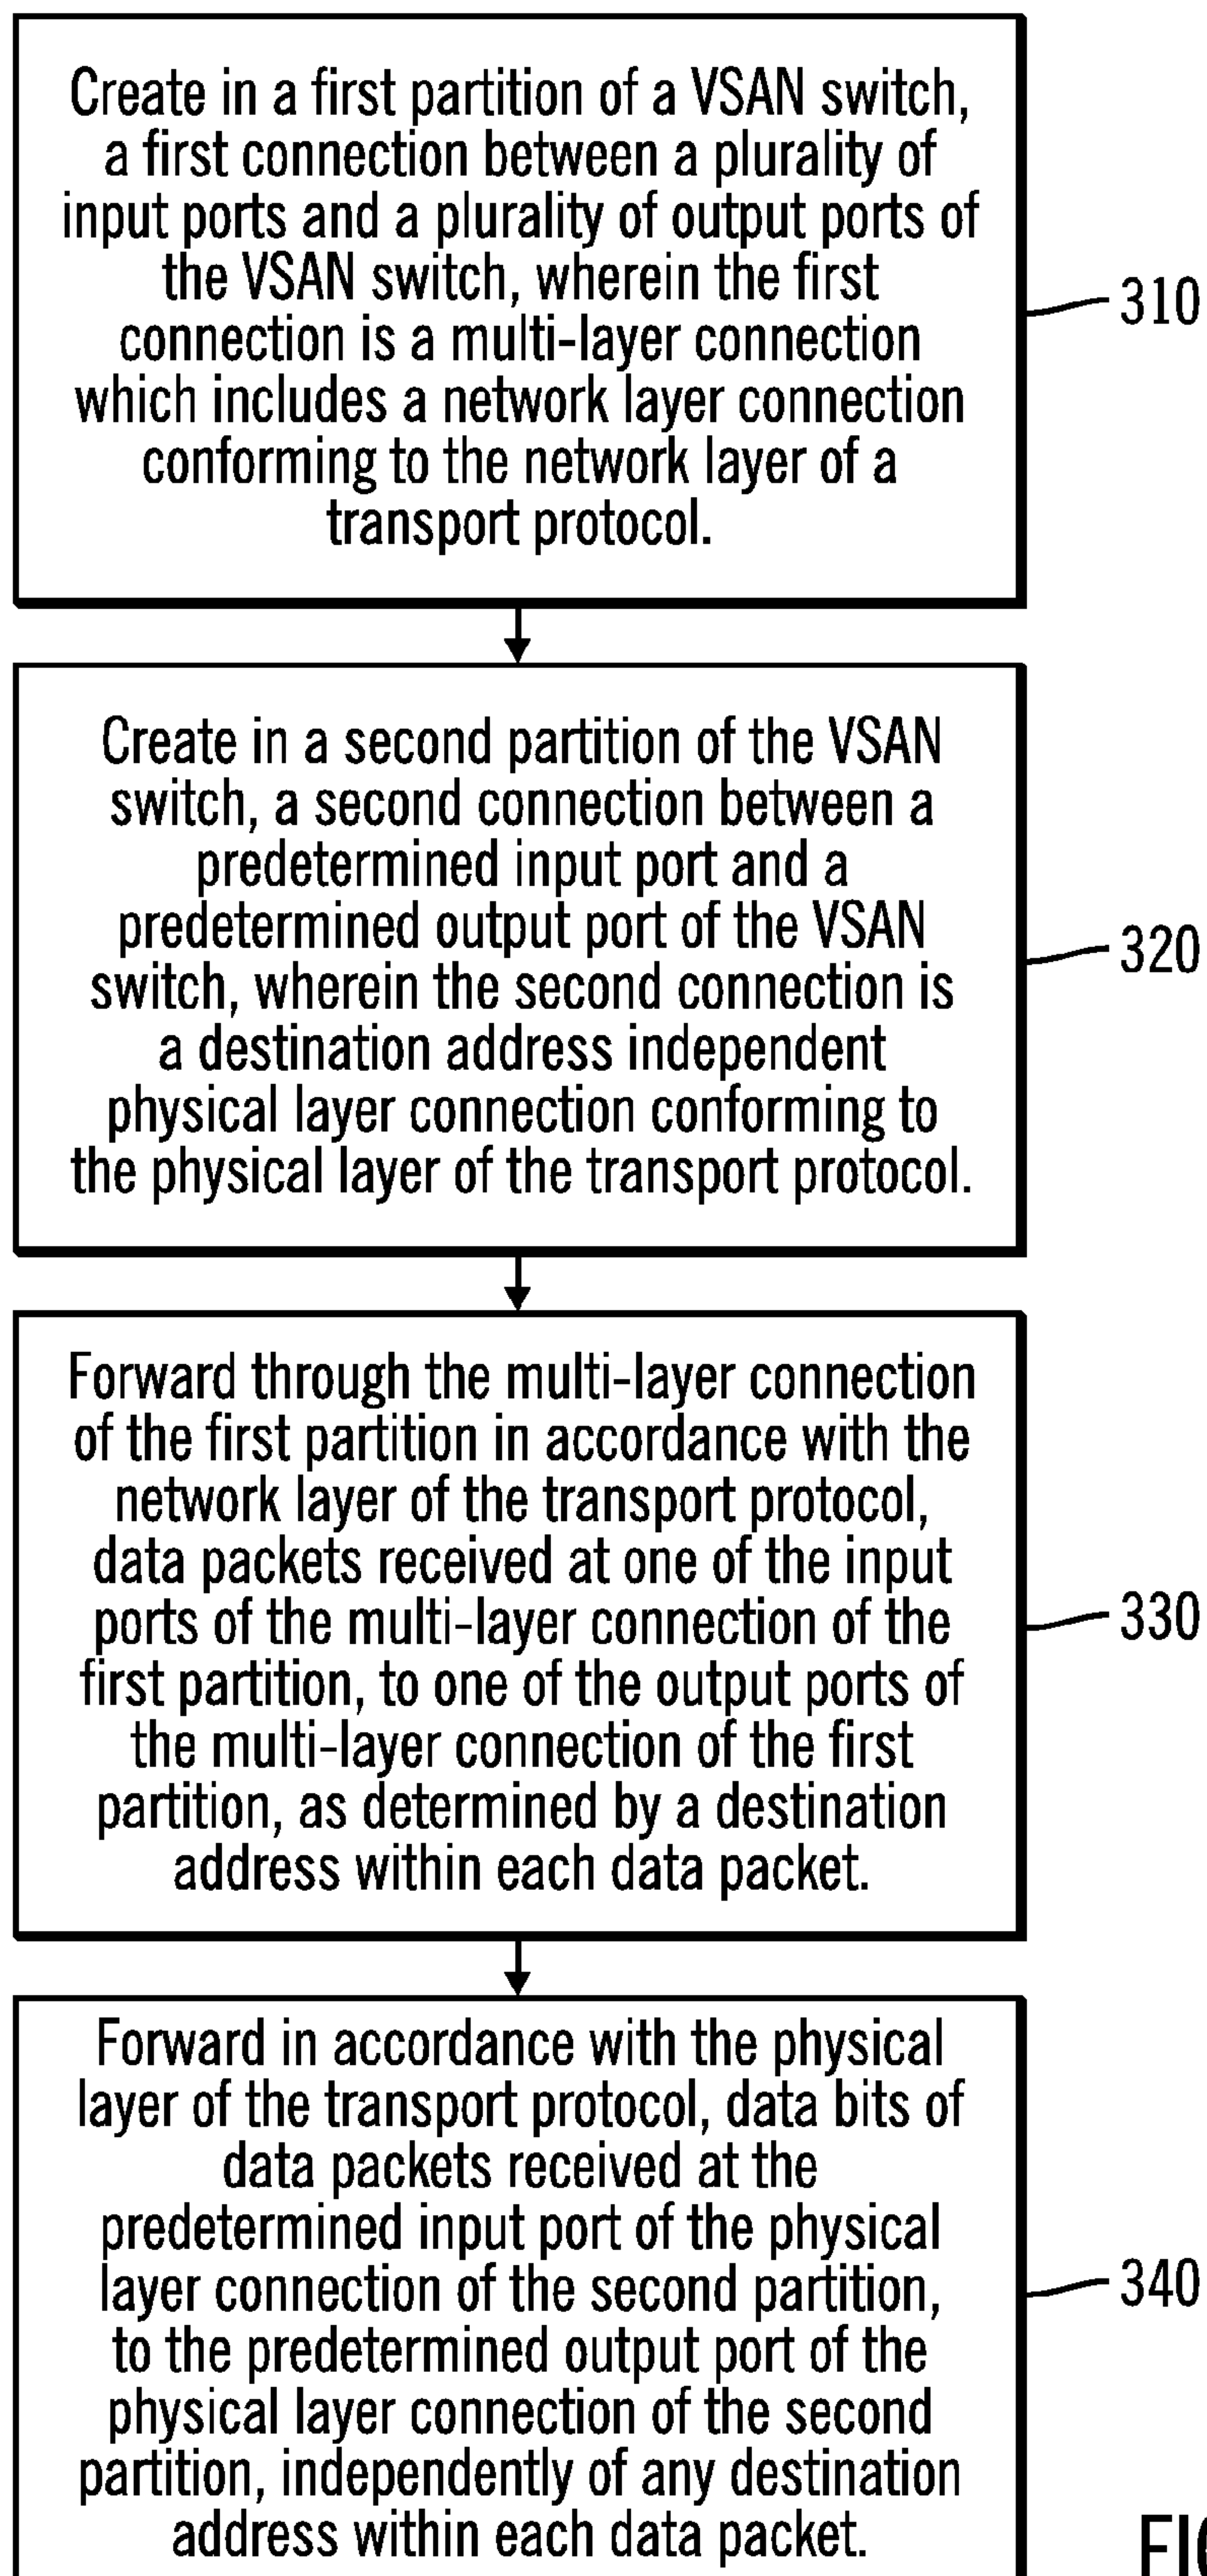 Create in a first partition of a VSAN switch,
a first connection between a plurality of
input ports and a plurality of output ports of
the VSAN switch, wherein the first
connection is a multi-layer connection
which includes a network layer connection
conforming to the network layer of a
transport protocol.
310
Create in a second partition of the VSAN
switch, a second connection between a
predetermined input port and a
predetermined output port of the VSAN
switch, wherein the second connection is
a destination address independent
physical layer connection conforming to
the physical layer of the transport protocol.
320
Forward through the multi-layer connection
of the first partition in accordance with the
network layer of the transport protocol,
data packets received at one of the input
ports of the multi-layer connection of the
first partition, to one of the output ports of
the multi-layer connection of the first
partition, as determined by a destination
address within each data packet.
330
Forward in accordance with the physical
layer of the transport protocol, data bits of
data packets received at the
predetermined input port of the physical
layer connection of the second partition,
to the predetermined output port of the
physical layer connection of the second
partition, independently of any destination
address within each data packet.
340